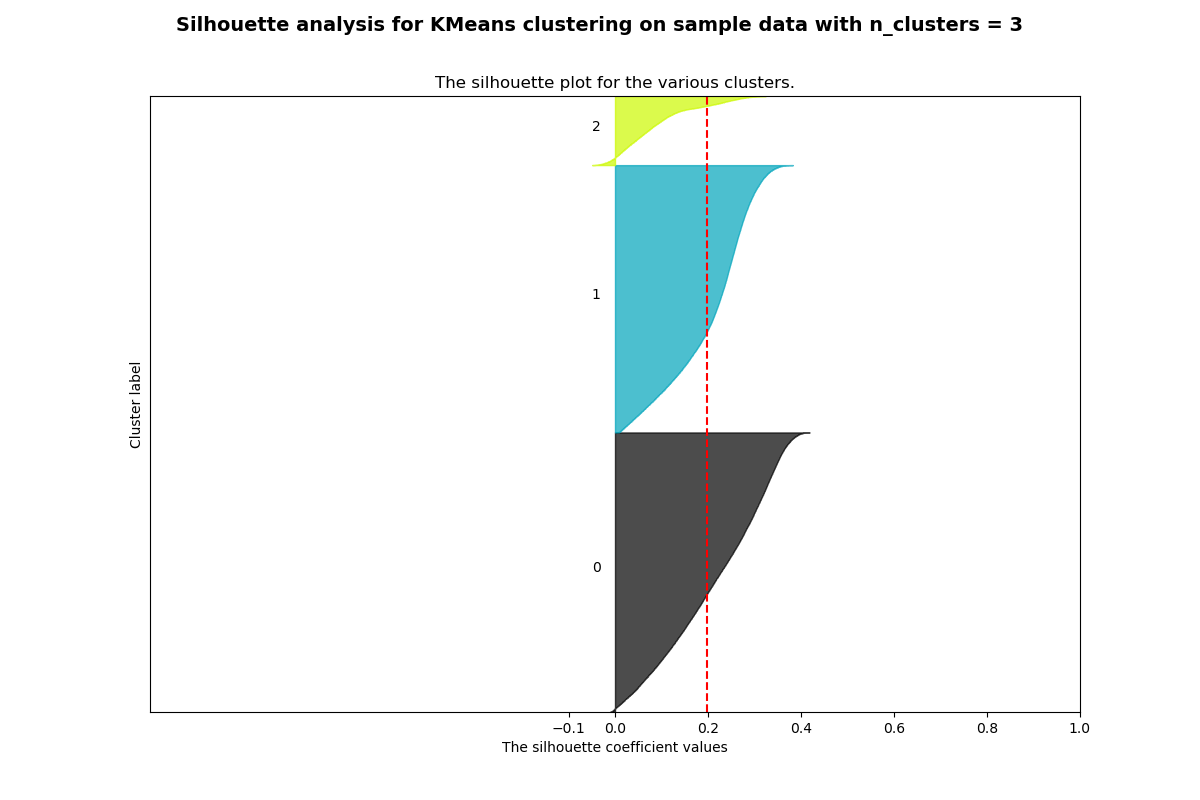 Silhouette analysis for KMeans clustering on sample data with n_clusters = 3
The silhouette plot for the various clusters.
2
1
0
Cluster label
−0.1 0.0 0.2 0.4 0.6 0.8 1.0
The silhouette coefficient values